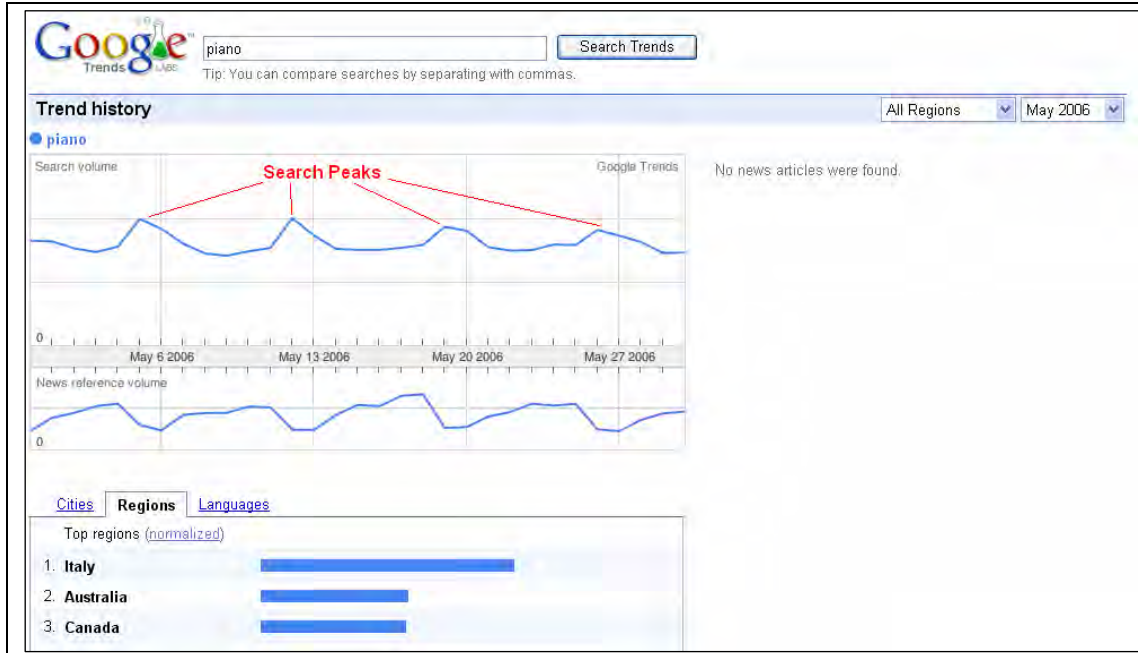 Google
Trends LABS
piano
Search Trends
Tip: You can compare searches by separating with commas.
Trend history
All Regions
May 2006
piano
Search volume
Search Peaks
Google Trends
No news articles were found.
0
May 6 2006
May 13 2006
May 20 2006
May 27 2006
News reference volume
0
Cities Regions Languages
Top regions (normalized)
1. Italy
2. Australia
3. Canada